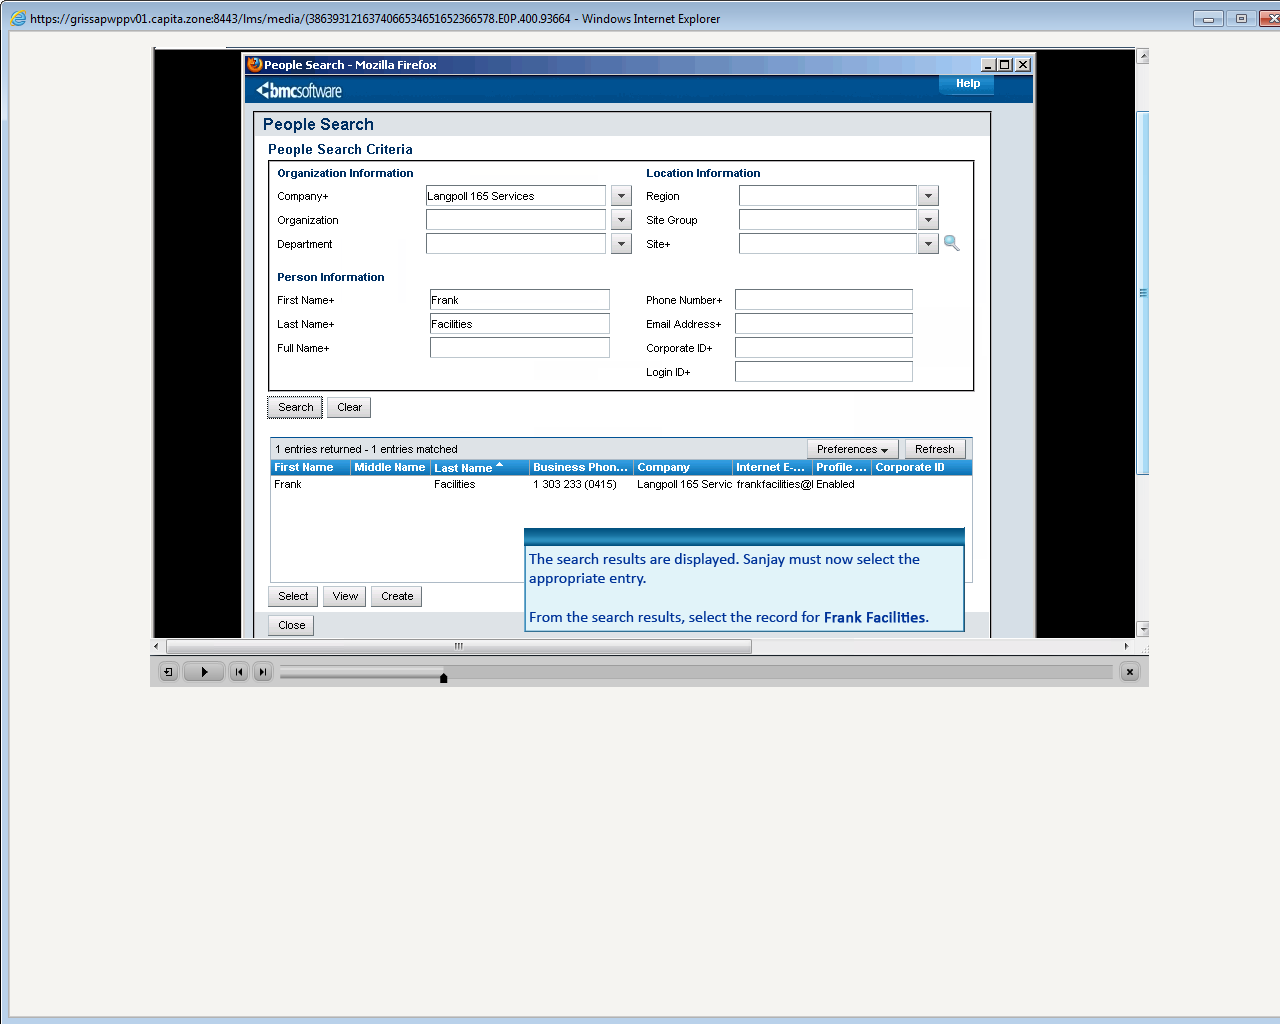 https://grissapwppv01.capita.zone:8443/lms/media/(3863931216374066534651652366578.E0P.400.93664 - Windows Internet Explorer
People Search - Mozilla Firefox
bmcsoftware
Help
People Search
People Search Criteria
Organization Information
Location Information
Company+ Langpoll 165 Services
Region
Organization
Site Group
Department
Site+
Person Information
First Name+ Frank
Phone Number+
Last Name+ Facilities
Email Address+
Full Name+
Corporate ID+
Login ID+
Search Clear
1 entries returned - 1 entries matched
Preferences Refresh
First Name Middle Name Last Name Business Phon... Company Internet E-... Profile ... Corporate ID
Frank Facilities 1 303 233 (0415) Langpoll 165 Servic frankfacilities@l Enabled
The search results are displayed. Sanjay must now select the
appropriate entry.
From the search results, select the record for Frank Facilities.
Select View Create
Close